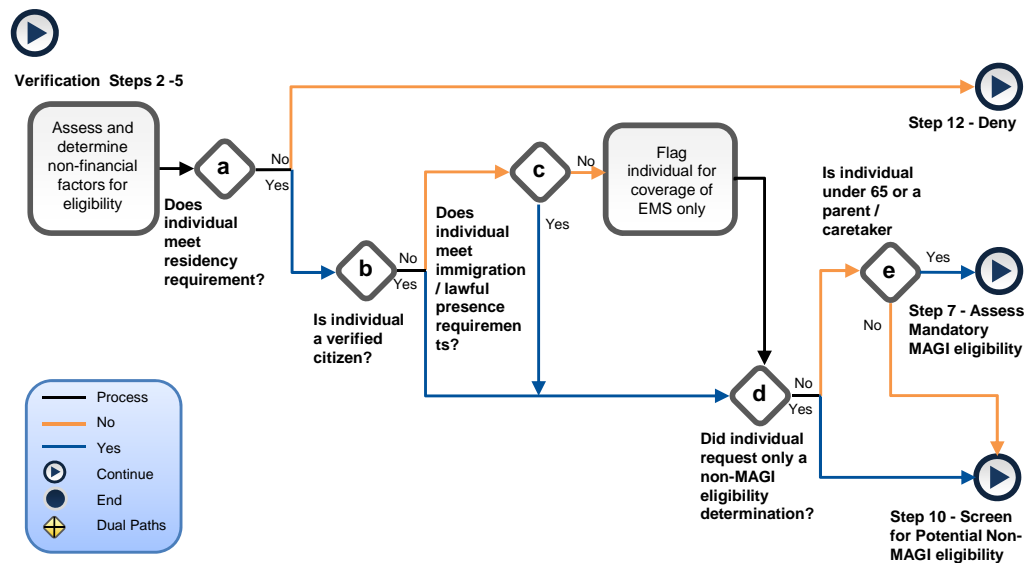 Verification Steps 2 -5
Assess and
determine
non-financial
factors for
eligibility
a
No
Yes
Does
individual
meet
residency
requirement?
Step 12 - Deny
b
No
Yes
Is individual
a verified
citizen?
c
No
Yes
Does
individual
meet
immigration
/ lawful
presence
requiremen
ts?
Flag
individual for
coverage of
EMS only
d
No
Yes
Did individual
request only a
non-MAGI
eligibility
determination?
Is individual
under 65 or a
parent /
caretaker
e
Yes
No
Step 7 - Assess
Mandatory
MAGI eligibility
Step 10 - Screen
for Potential Non-
MAGI eligibility
Process
No
Yes
Continue
End
Dual Paths